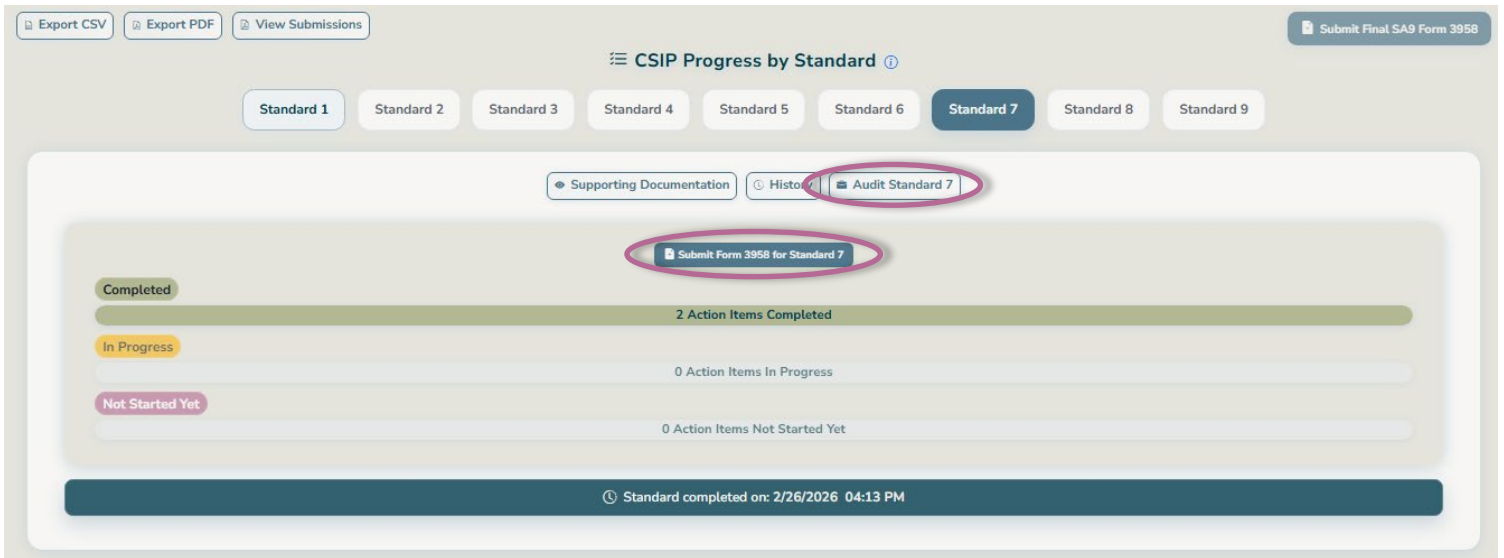 Export CSV
Export PDF
View Submissions
Submit Final SA9 Form 3958
CSIP Progress by Standard
Standard 1
Standard 2
Standard 3
Standard 4
Standard 5
Standard 6
Standard 7
Standard 8
Standard 9
Supporting Documentation
History
Audit Standard 7
Submit Form 3958 for Standard 7
Completed
2 Action Items Completed
In Progress
0 Action Items In Progress
Not Started Yet
0 Action Items Not Started Yet
Standard completed on: 2/26/2026 04:13 PM